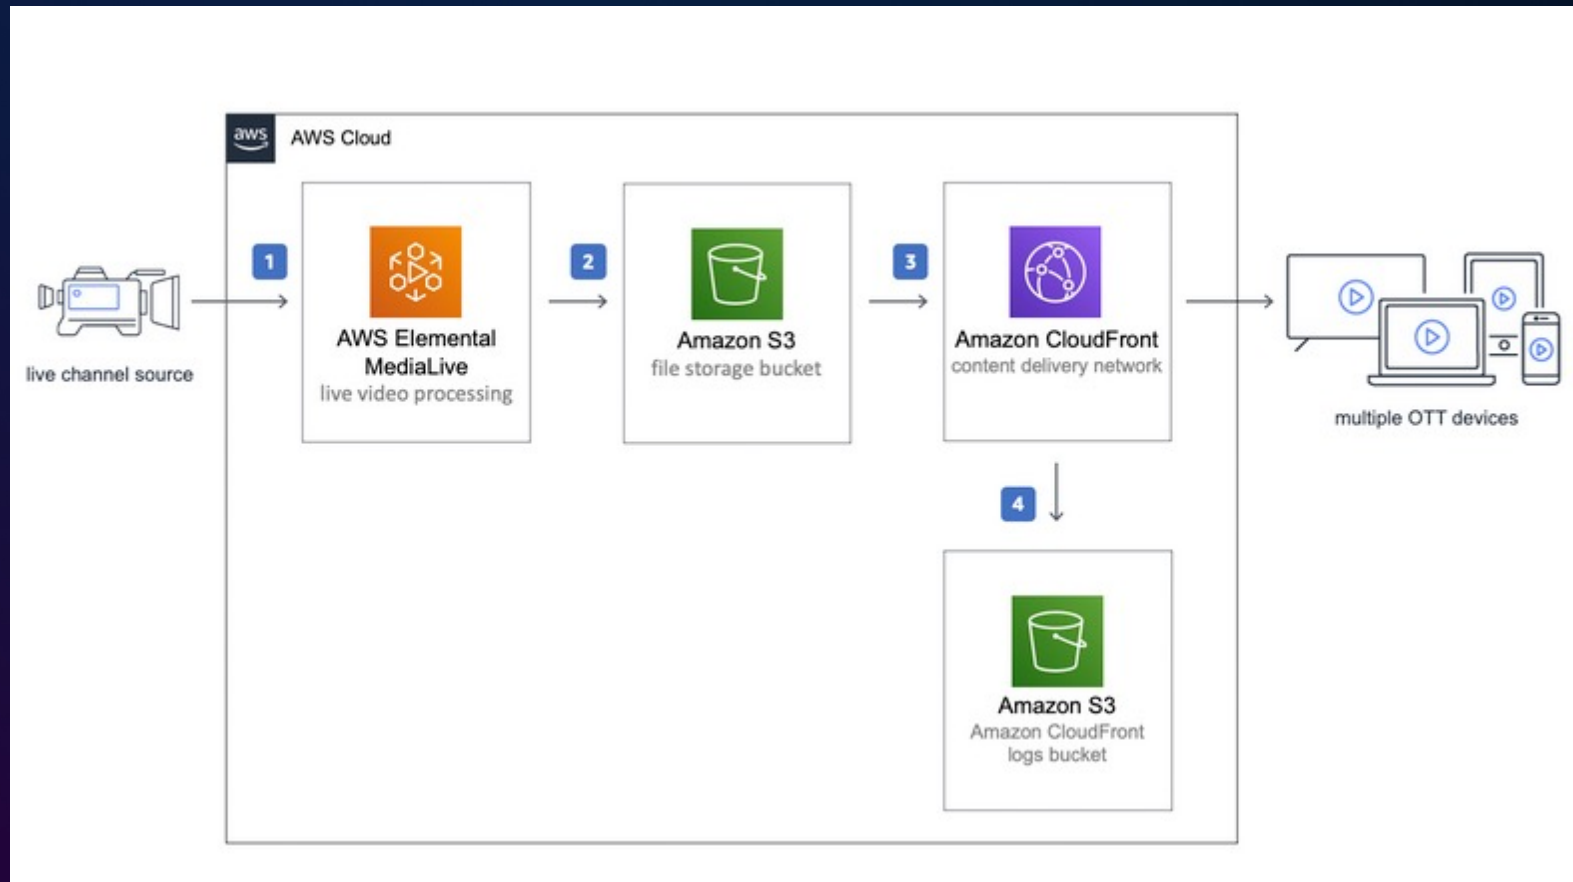 aws
AWS Cloud
1
2
3
AWS Elemental
MediaLive
live video processing
Amazon S3
file storage bucket
Amazon CloudFront
content delivery network
live channel source
multiple OTT devices
4
Amazon S3
Amazon CloudFront
logs bucket